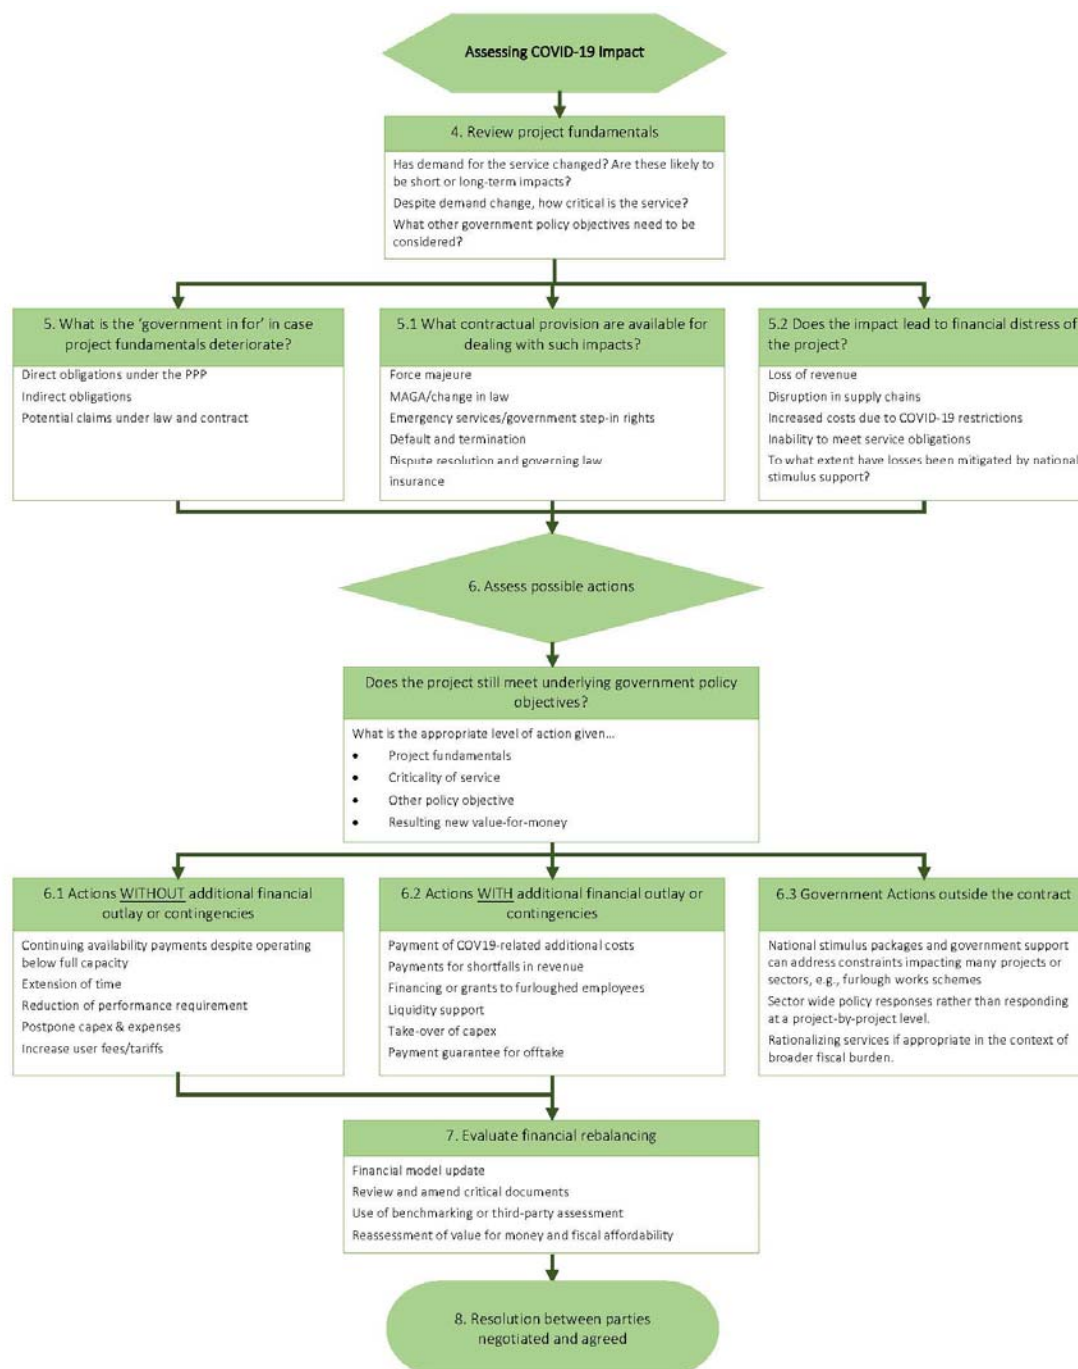 Assessing COVID-19 Impact
4. Review project fundamentals
Has demand for the service changed? Are these likely to
be short or long-term impacts?
Despite demand change, how critical is the service?
What other government policy objectives need to be
considered?
5. What is the ‘government in for’ in case
project fundamentals deteriorate?
Direct obligations under the PPP
Indirect obligations
Potential claims under law and contract
5.1 What contractual provision are available for
dealing with such impacts?
Force majeure
MAGA/change in law
Emergency services/government step-in rights
Default and termination
Dispute resolution and governing law
insurance
5.2 Does the impact lead to financial distress of
the project?
Loss of revenue
Disruption in supply chains
Increased costs due to COVID-19 restrictions
Inability to meet service obligations
To what extent have losses been mitigated by national
stimulus support?
6. Assess possible actions
Does the project still meet underlying government policy
objectives?
What is the appropriate level of action given...
• Project fundamentals
• Criticality of service
• Other policy objective
• Resulting new value-for-money
6.1 Actions WITHOUT additional financial
outlay or contingencies
Continuing availability payments despite operating
below full capacity
Extension of time
Reduction of performance requirement
Postpone capex & expenses
Increase user fees/tariffs
6.2 Actions WITH additional financial outlay or
contingencies
Payment of COV19-related additional costs
Payments for shortfalls in revenue
Financing or grants to furloughed employees
Liquidity support
Take-over of capex
Payment guarantee for offtake
6.3 Government Actions outside the contract
National stimulus packages and government support
can address constraints impacting many projects or
sectors, e.g., furlough works schemes
Sector wide policy responses rather than responding
at a project-by-project level.
Rationalizing services if appropriate in the context of
broader fiscal burden.
7. Evaluate financial rebalancing
Financial model update
Review and amend critical documents
Use of benchmarking or third-party assessment
Reassessment of value for money and fiscal affordability
8. Resolution between parties
negotiated and agreed